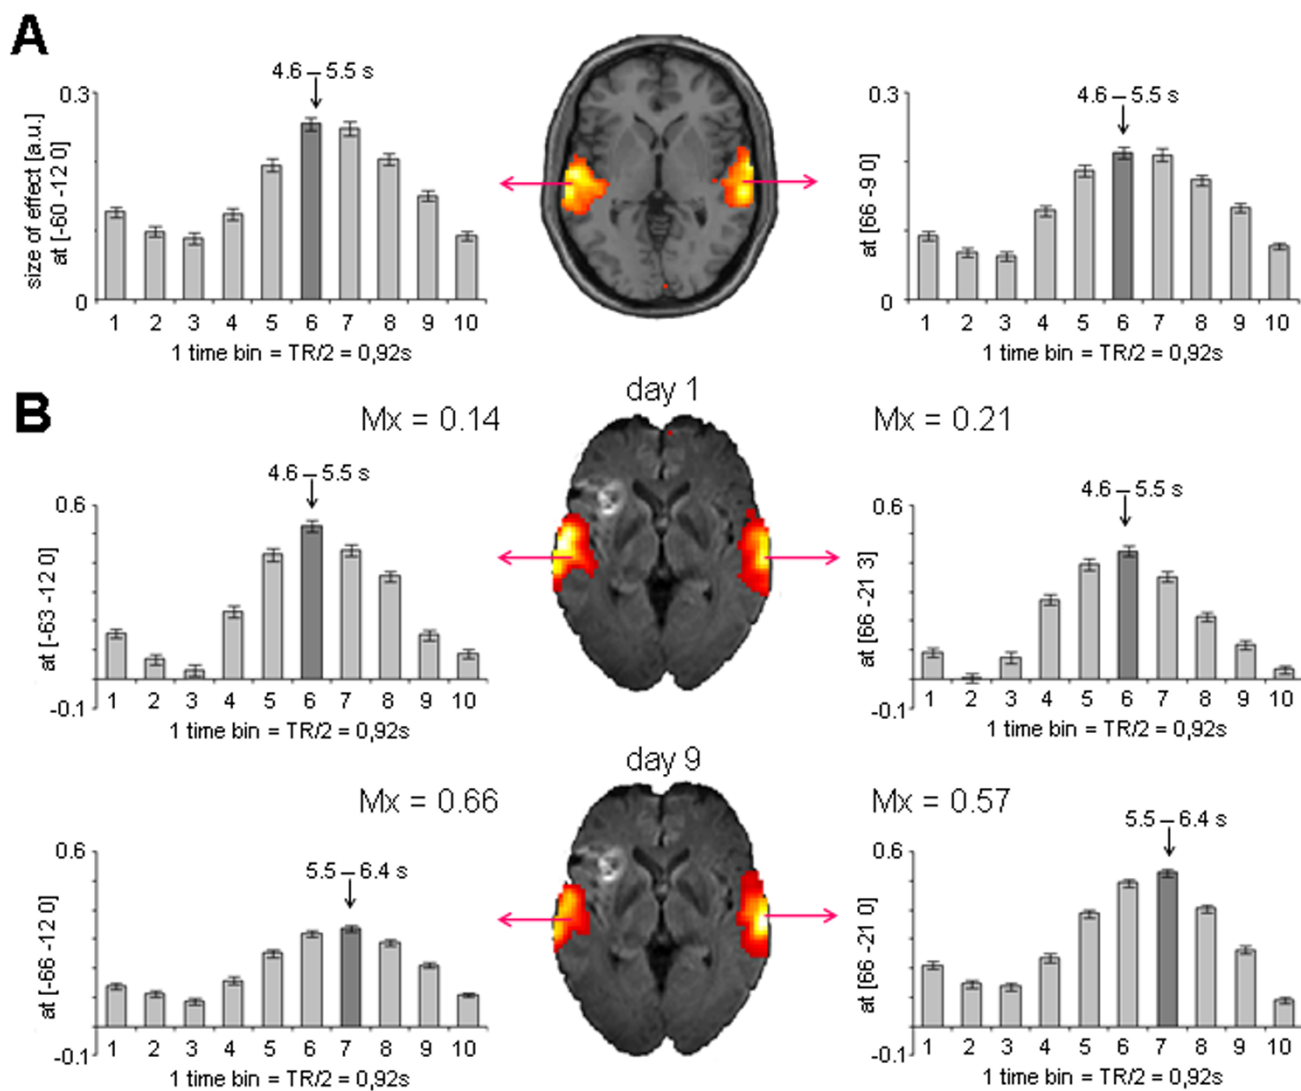 A
4.6 – 5.5 s
0.3
size of effect [a.u.]
at [-60 -12 0]
0
1 2 3 4 5 6 7 8 9 10
1 time bin = TR/2 = 0,92s
4.6 – 5.5 s
0.3
at [66 -9 0]
0
1 2 3 4 5 6 7 8 9 10
1 time bin = TR/2 = 0,92s
B
day 1
Mx = 0.14
4.6 – 5.5 s
0.6
at [-63 -12 0]
-0.1
1 2 3 4 5 6 7 8 9 10
1 time bin = TR/2 = 0,92s
Mx = 0.21
4.6 – 5.5 s
0.6
at [66 -21 3]
-0.1
1 2 3 4 5 6 7 8 9 10
1 time bin = TR/2 = 0,92s
day 9
Mx = 0.66
5.5 – 6.4 s
0.6
at [-66 -12 0]
-0.1
1 2 3 4 5 6 7 8 9 10
1 time bin = TR/2 = 0,92s
Mx = 0.57
5.5 – 6.4 s
0.6
at [66 -21 0]
-0.1
1 2 3 4 5 6 7 8 9 10
1 time bin = TR/2 = 0,92s